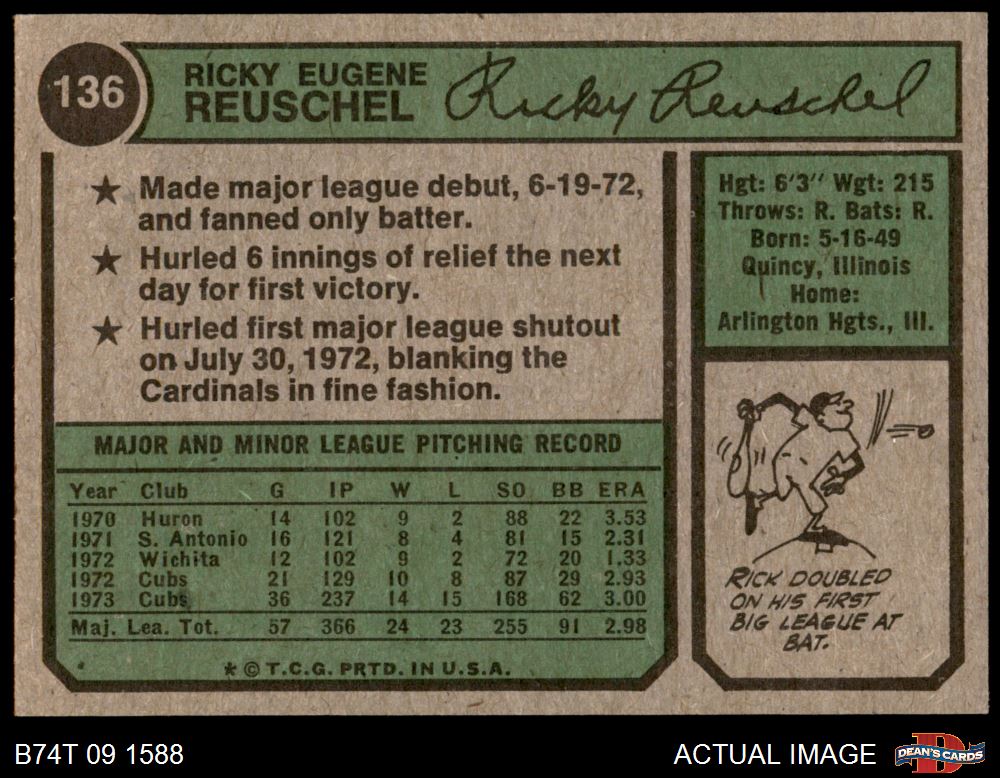 136
RICKY EUGENE
REUSCHEL
Ricky Reuschel
★ Made major league debut, 6-19-72,
and fanned only batter.
★ Hurled 6 innings of relief the next
day for first victory.
★ Hurled first major league shutout
on July 30, 1972, blanking the
Cardinals in fine fashion.
MAJOR AND MINOR LEAGUE PITCHING RECORD
Year Club G IP W L SO BB ERA
1970 Huron 14 102 9 2 88 22 3.53
1971 S. Antonio 16 121 8 4 81 15 2.31
1972 Wichita 12 102 9 2 72 20 1.33
1972 Cubs 21 129 10 8 87 29 2.93
1973 Cubs 36 237 14 15 168 62 3.00
Maj. Lea. Tot. 57 366 24 23 255 91 2.98
* © T.C.G. PRTD. IN U.S.A.
Hgt: 6'3" Wgt: 215
Throws: R. Bats: R.
Born: 5-16-49
Quincy, Illinois
Home:
Arlington Hgts., Ill.
RICK DOUBLED
ON HIS FIRST
BIG LEAGUE AT
BAT.
B74T 09 1588
ACTUAL IMAGE
D
DEAN'S CARDS